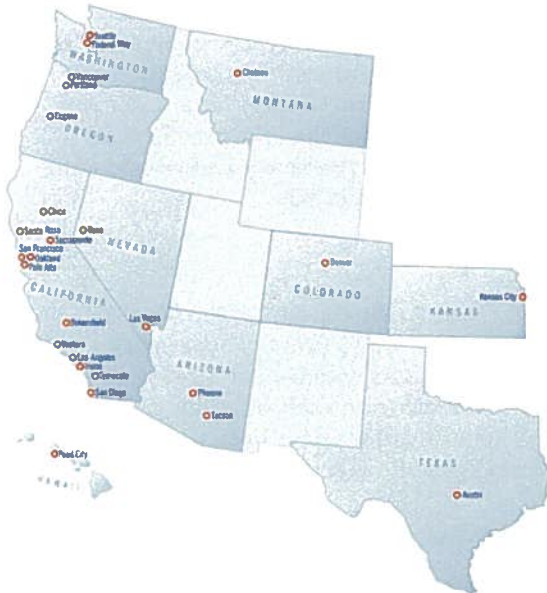 Seattle
Federal Way
WASHINGTON
Vancouver
Portland
Eugene
OREGON
MONTANA
Chico
Santa Rosa
Reno
Sacramento
San Francisco
Oakland
Palo Alto
NEVADA
CALIFORNIA
Bakersfield
Las Vegas
Ventura
Los Angeles
Irvine
San Diego
ARIZONA
Phoenix
Tucson
Denver
COLORADO
Kansas City
KANSAS
TEXAS
Austin
Pearl City
HAWAII